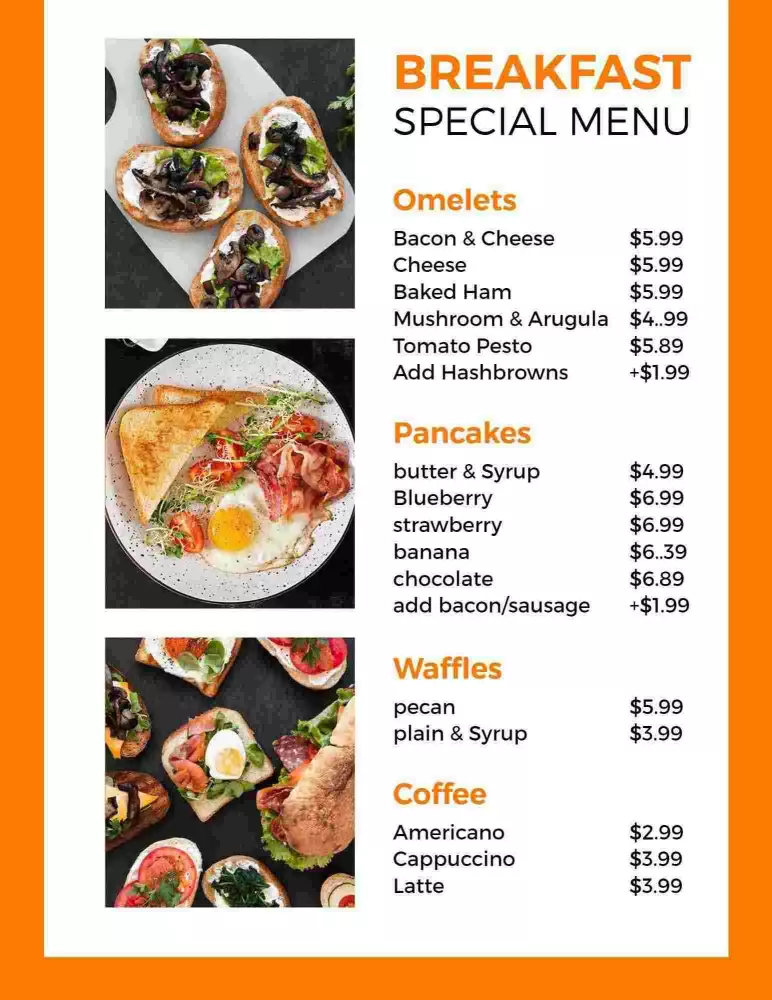 BREAKFAST
SPECIAL MENU
Omelets
Bacon & Cheese $5.99
Cheese $5.99
Baked Ham $5.99
Mushroom & Arugula $4..99
Tomato Pesto $5.89
Add Hashbrowns +$1.99
Pancakes
butter & Syrup $4.99
Blueberry $6.99
strawberry $6.99
banana $6..39
chocolate $6.89
add bacon/sausage +$1.99
Waffles
pecan $5.99
plain & Syrup $3.99
Coffee
Americano $2.99
Cappuccino $3.99
Latte $3.99